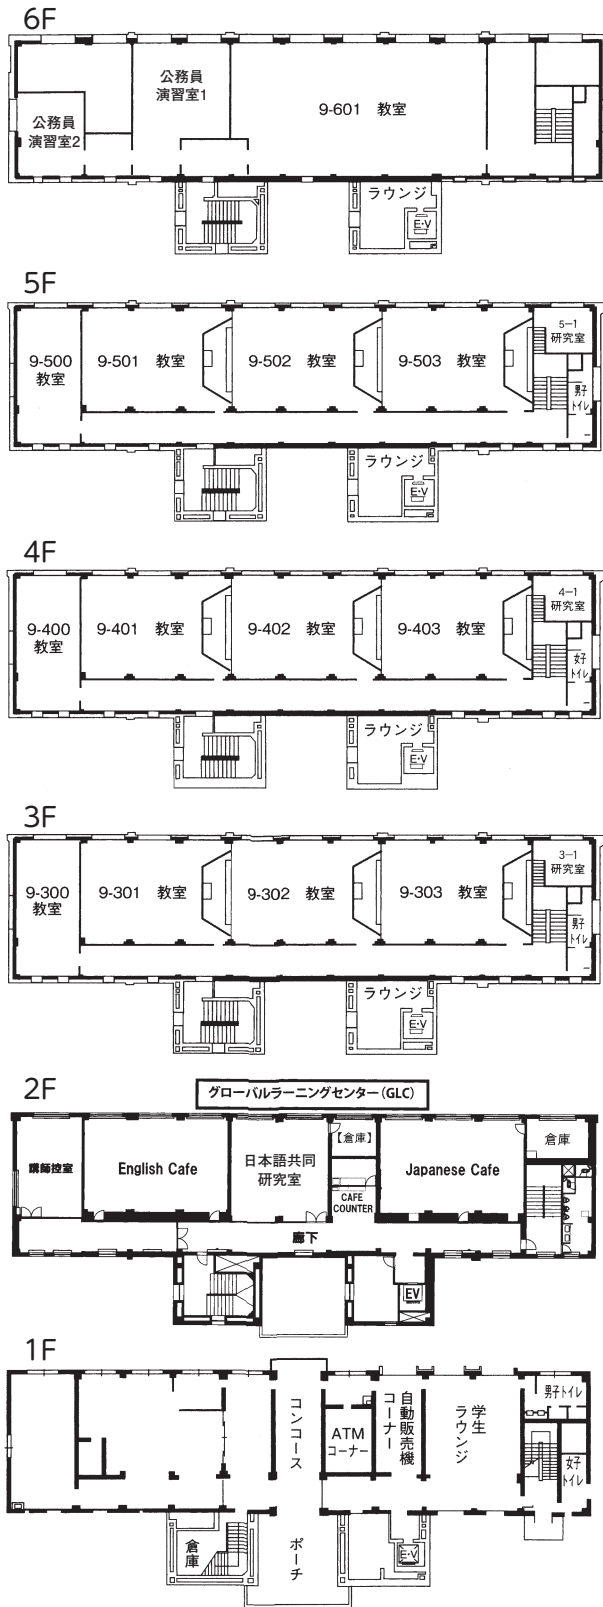 6F
公務員
演習室1
9-601 教室
公務員
演習室2
ラウンジ
E・V
5F
5-1
研究室
9-500
教室
9-501 教室
9-502 教室
9-503 教室
男子
トイレ
ラウンジ
E・V
4F
4-1
研究室
9-400
教室
9-401 教室
9-402 教室
9-403 教室
女子
トイレ
ラウンジ
E・V
3F
3-1
研究室
9-300
教室
9-301 教室
9-302 教室
9-303 教室
男子
トイレ
ラウンジ
E・V
2F
グローバルラーニングセンター(GLC)
講師控室
English Cafe
日本語共同
研究室
【倉庫】
CAFE
COUNTER
Japanese Cafe
倉庫
廊下
EV
1F
コンコース
ATM
コーナー
自動販売機
コーナー
学生
ラウンジ
男子トイレ
女子
トイレ
倉庫
ポーチ
E・V